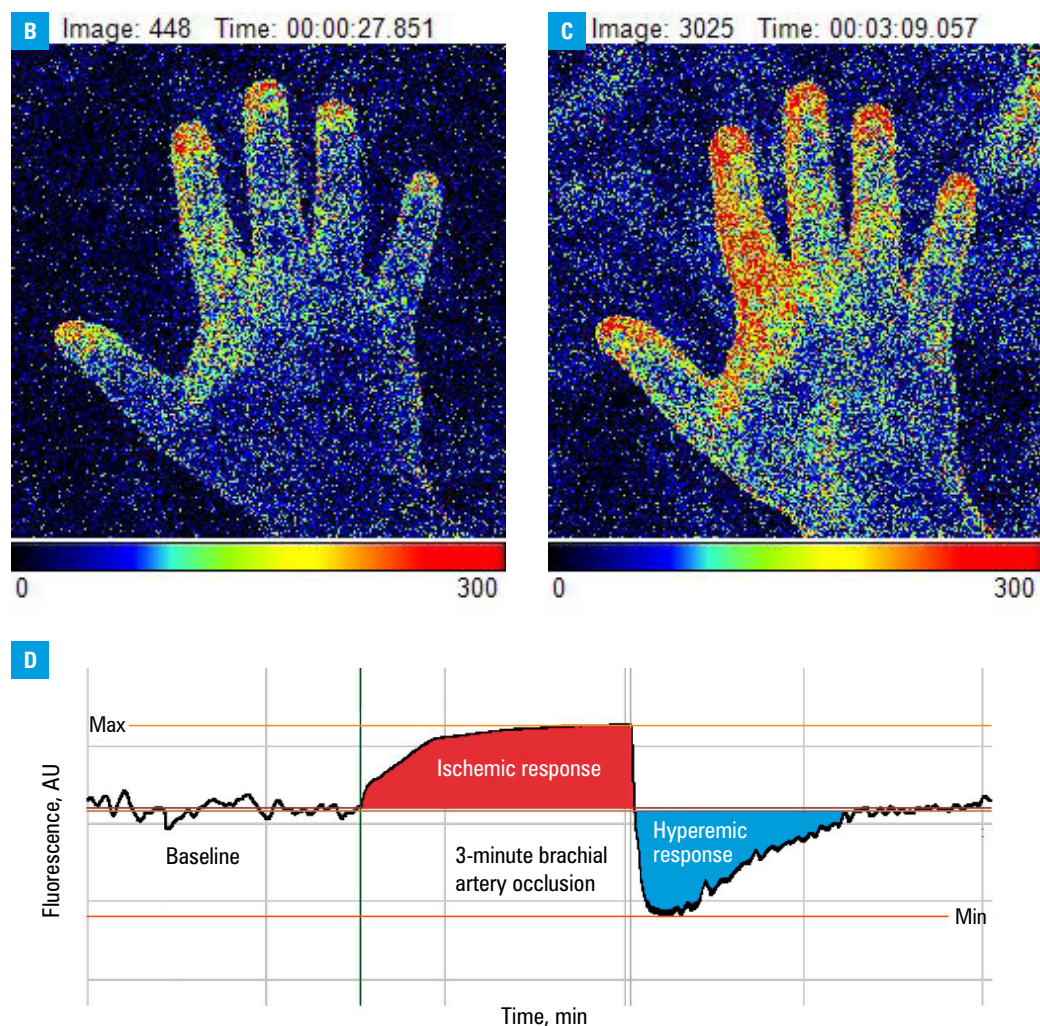 B
Image: 448 Time: 00:00:27.851
C
Image: 3025 Time: 00:03:09.057
0
300
0
300
D
Max
Fluorescence, AU
Baseline
Ischemic response
3-minute brachial
artery occlusion
Hyperemic
response
Min
Time, min